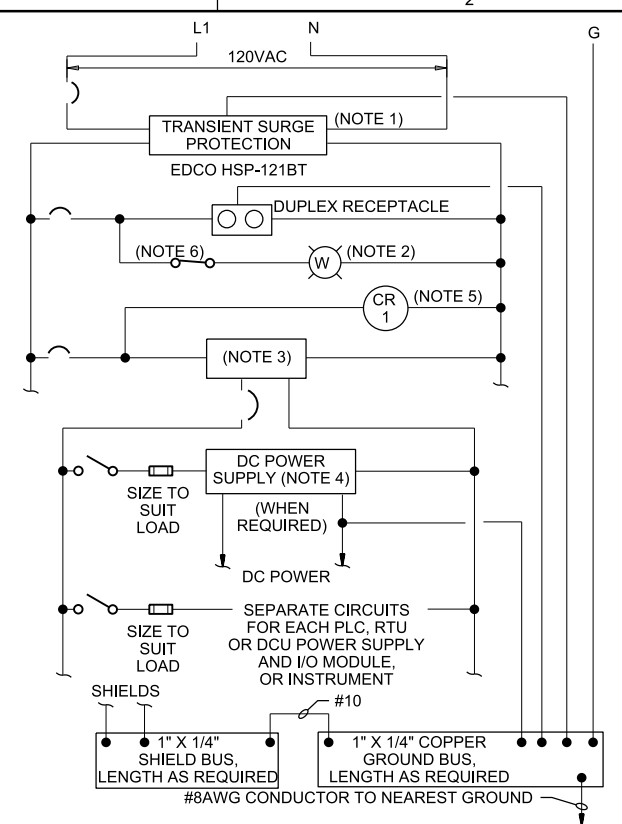 2
L1
N
G
120VAC
TRANSIENT SURGE
PROTECTION
(NOTE 1)
EDCO HSP-121BT
DUPLEX RECEPTACLE
(NOTE 6)
W
(NOTE 2)
CR
1
(NOTE 5)
(NOTE 3)
DC POWER
SUPPLY (NOTE 4)
SIZE TO
SUIT
LOAD
(WHEN
REQUIRED)
DC POWER
SIZE TO
SUIT
LOAD
SEPARATE CIRCUITS
FOR EACH PLC, RTU
OR DCU POWER SUPPLY
AND I/O MODULE,
OR INSTRUMENT
SHIELDS
#10
1" X 1/4"
SHIELD BUS,
LENGTH AS REQUIRED
1" X 1/4" COPPER
GROUND BUS,
LENGTH AS REQUIRED
#8AWG CONDUCTOR TO NEAREST GROUND